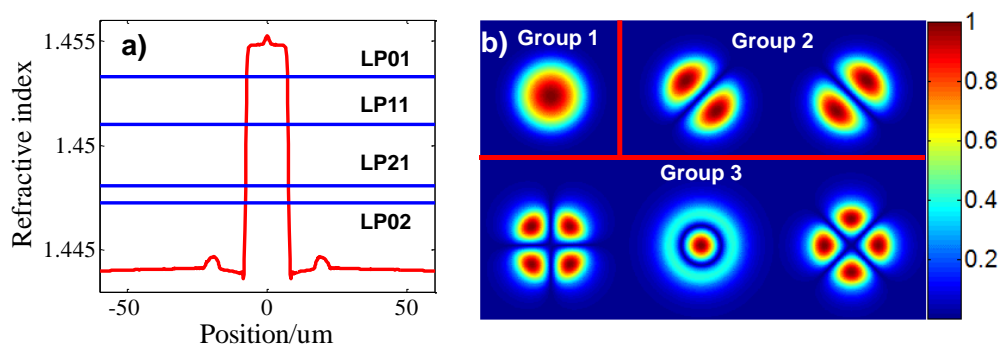 a)
Refractive index
1.455
1.45
1.445
LP01
LP11
LP21
LP02
-50
0
50
Position/um
b)
Group 1
Group 2
Group 3
1
0.8
0.6
0.4
0.2